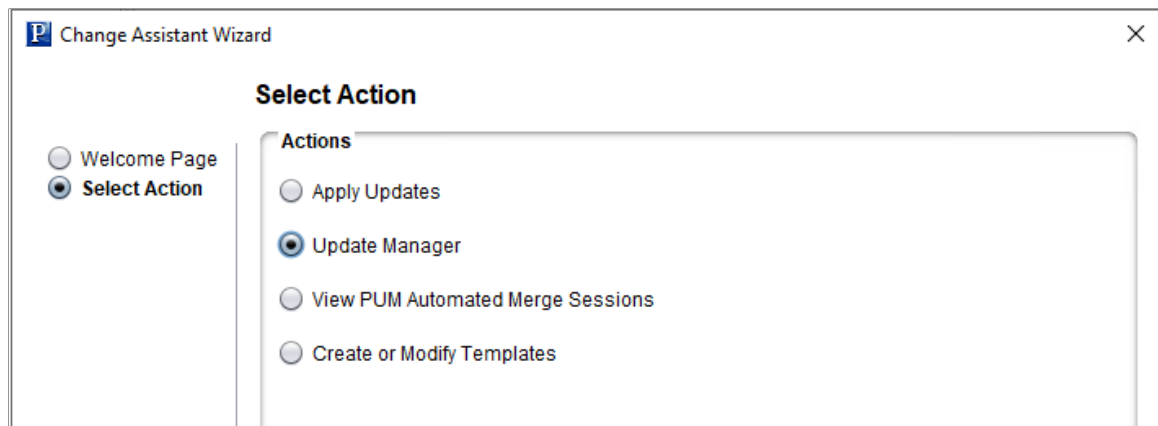 P Change Assistant Wizard
Select Action
Welcome Page
Select Action
Actions
Apply Updates
Update Manager
View PUM Automated Merge Sessions
Create or Modify Templates